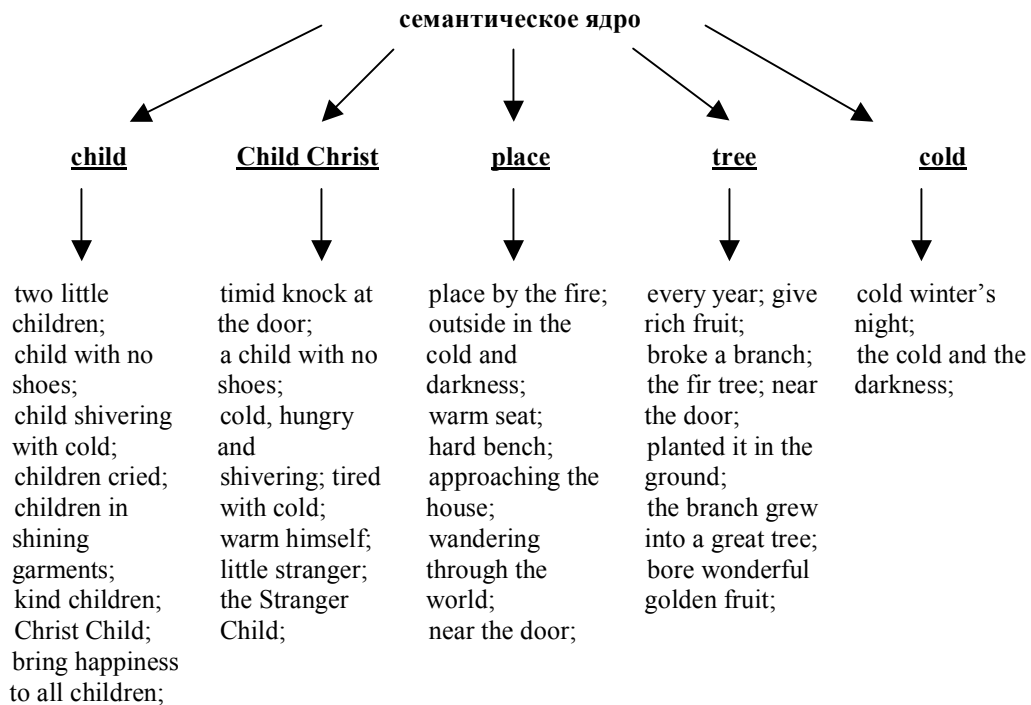 семантическое ядро
child
Child Christ
place
tree
cold
two little
children;
child with no
shoes;
child shivering
with cold;
children cried;
children in
shining
garments;
kind children;
Christ Child;
bring happiness
to all children;
timid knock at
the door;
a child with no
shoes;
cold, hungry
and
shivering; tired
with cold;
warm himself;
little stranger;
the Stranger
Child;
place by the fire;
outside in the
cold and
darkness;
warm seat;
hard bench;
approaching the
house;
wandering
through the
world;
near the door;
every year; give
rich fruit;
broke a branch;
the fir tree; near
the door;
planted it in the
ground;
the branch grew
into a great tree;
bore wonderful
golden fruit;
cold winter’s
night;
the cold and the
darkness;